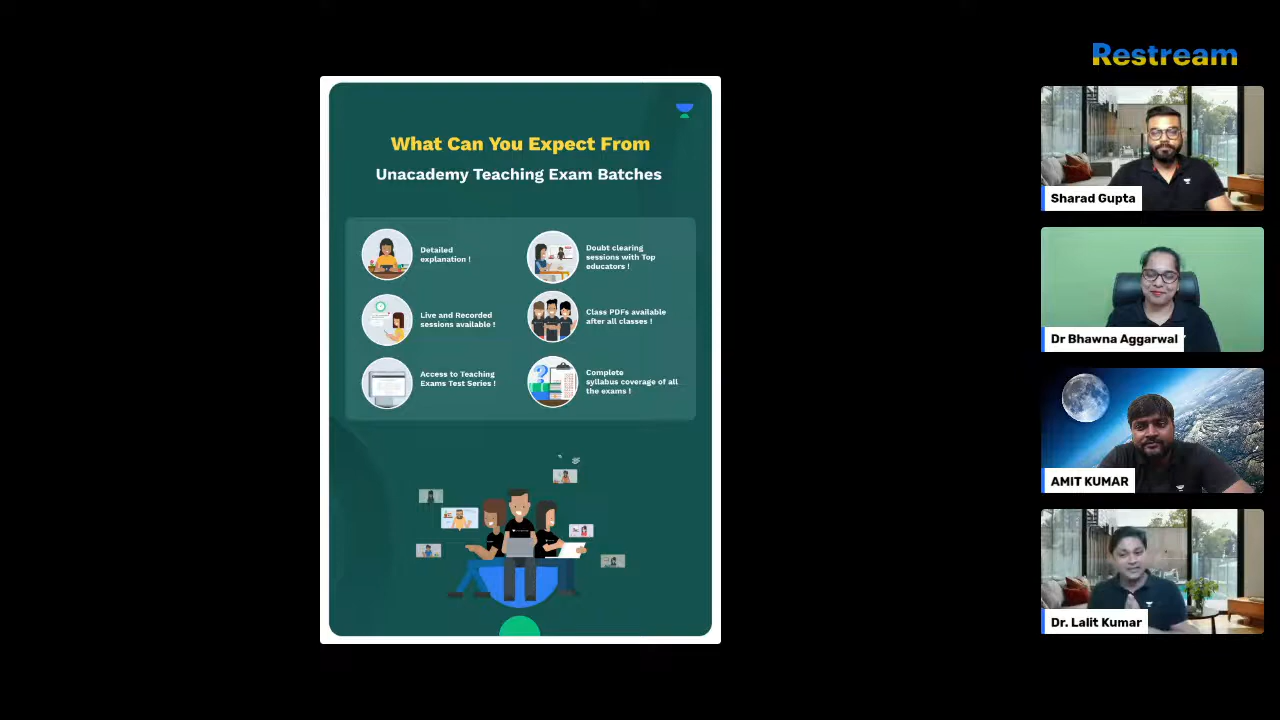 Restream
What Can You Expect From
Unacademy Teaching Exam Batches
Detailed
explanation !
Doubt clearing
sessions with Top
educators !
Live and Recorded
sessions available !
Class PDFs available
after all classes !
Access to Teaching
Exams Test Series !
Complete
syllabus coverage of all
the exams !
Sharad Gupta
Dr Bhawna Aggarwal
AMIT KUMAR
Dr. Lalit Kumar